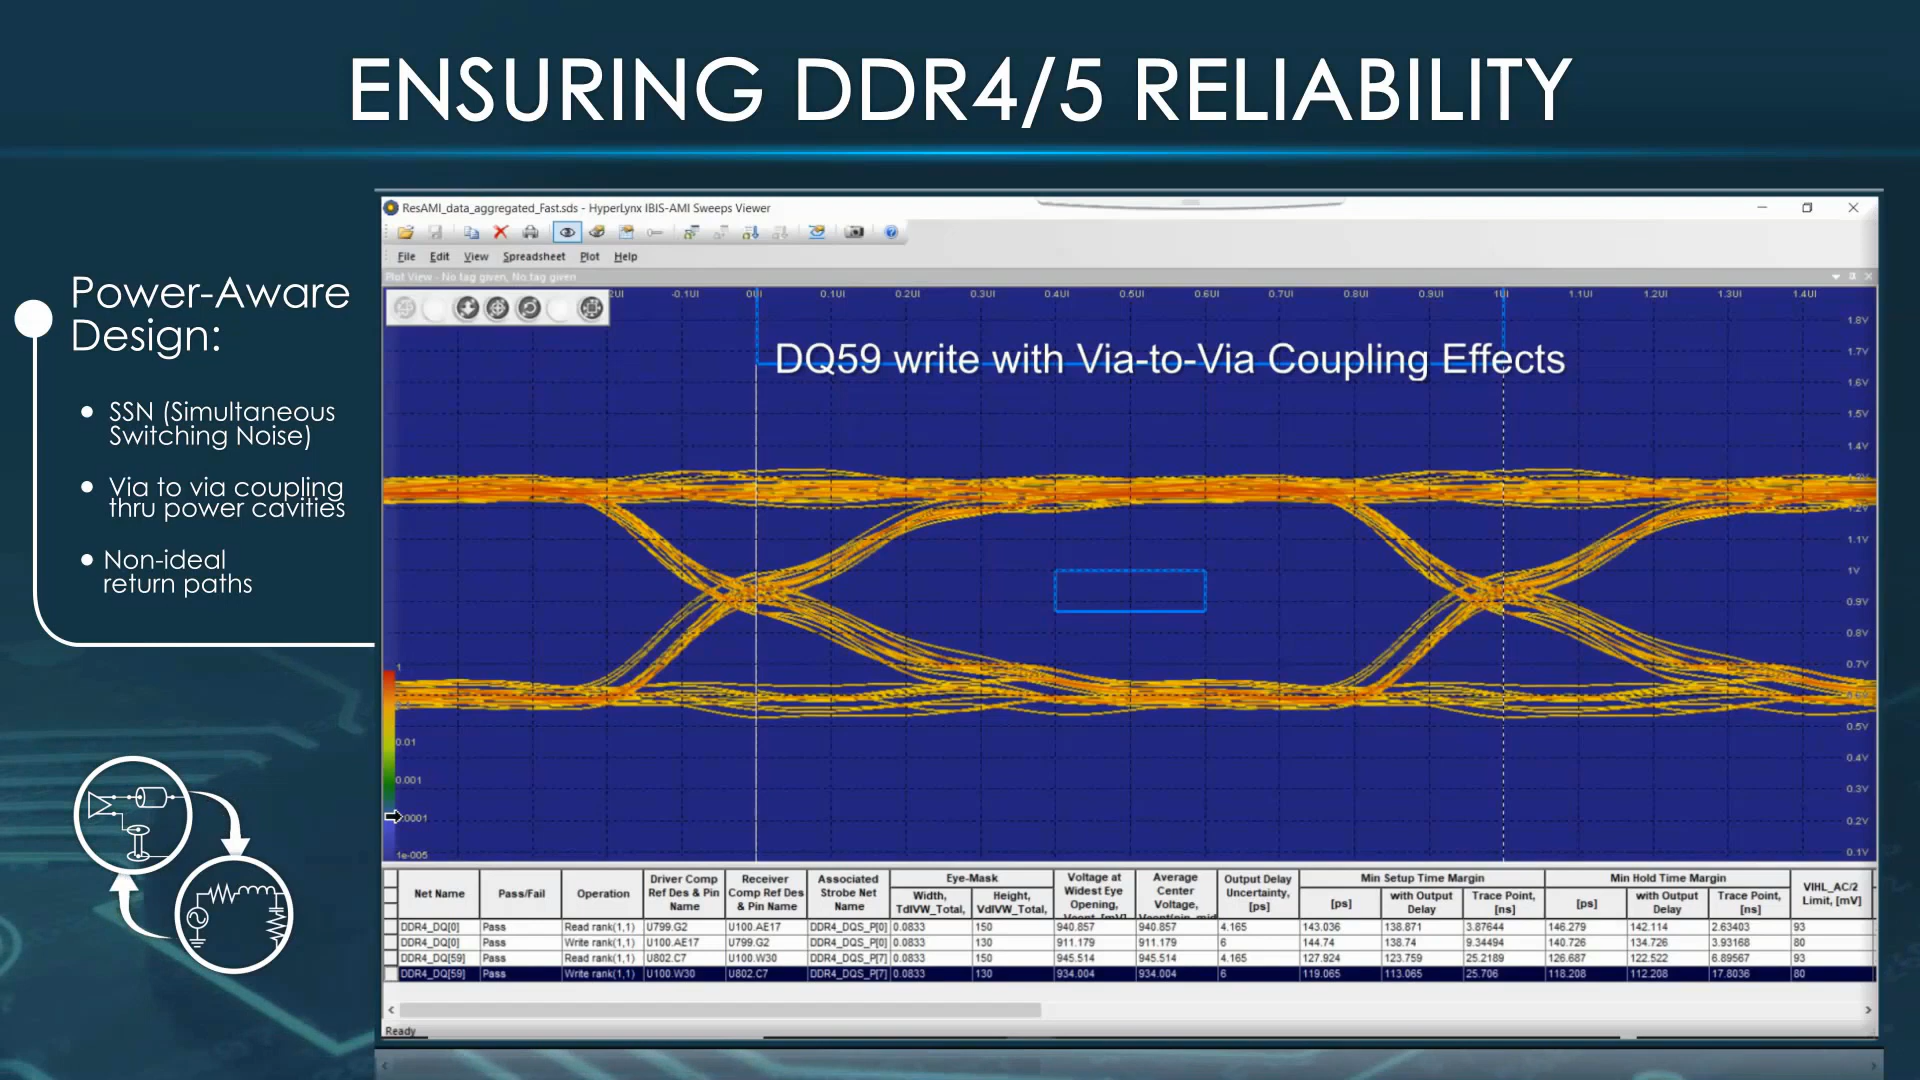 ENSURING DDR4/5 RELIABILITY
Power-Aware
Design:
SSN (Simultaneous
Switching Noise)
Via to via coupling
thru power cavities
Non-ideal
return paths
ResAMI_data_aggregated_Fast.sds - HyperLynx IBIS-AMI Sweeps Viewer
File Edit View Spreadsheet Plot Help
Plot View - No tag given, No tag given
-0.1UI 0UI 0.1UI 0.2UI 0.3UI 0.4UI 0.5UI 0.6UI 0.7UI 0.8UI 0.9UI 1UI 1.1UI 1.2UI 1.3UI 1.4UI
DQ59 write with Via-to-Via Coupling Effects
1.8V
1.7V
1.6V
1.5V
1.4V
1.2V
1.1V
1V
0.9V
0.8V
0.7V
0.5V
0.4V
0.3V
0.2V
0.1V
1
0.01
0.001
1e-005
Net Name Pass/Fail Operation
Driver Comp
Ref Des & Pin
Name
Receiver
Comp Ref Des
& Pin Name
Associated
Strobe Net
Name
Eye-Mask
Width,
TdIVW_Total,
Height,
VdIVW_Total,
Voltage at
Widest Eye
Opening,
Average
Center
Voltage,
Output Delay
Uncertainty,
[ps]
Min Setup Time Margin
[ps]
with Output
Delay
Trace Point,
[ns]
Min Hold Time Margin
[ps]
with Output
Delay
Trace Point,
[ns]
VIHL_AC/2
Limit, [mV]
DDR4_DQ[0] Pass Read rank(1,1) U799.G2 U100.AE17 DDR4_DQS_P[0] 0.0833 150 940.857 940.857 4.165 143.036 138.871 3.87644 146.279 142.114 2.63403 93
DDR4_DQ[0] Pass Write rank(1,1) U100.AE17 U799.G2 DDR4_DQS_P[0] 0.0833 130 911.179 911.179 6 144.74 138.74 9.34494 140.726 134.726 3.93168 80
DDR4_DQ[59] Pass Read rank(1,1) U802.C7 U100.W30 DDR4_DQS_P[7] 0.0833 150 945.514 945.514 4.165 127.924 123.759 25.2189 126.687 122.522 6.89567 93
DDR4_DQ[59] Pass Write rank(1,1) U100.W30 U802.C7 DDR4_DQS_P[7] 0.0833 130 934.004 934.004 6 119.065 113.065 25.706 118.208 112.208 17.8036 80
Ready